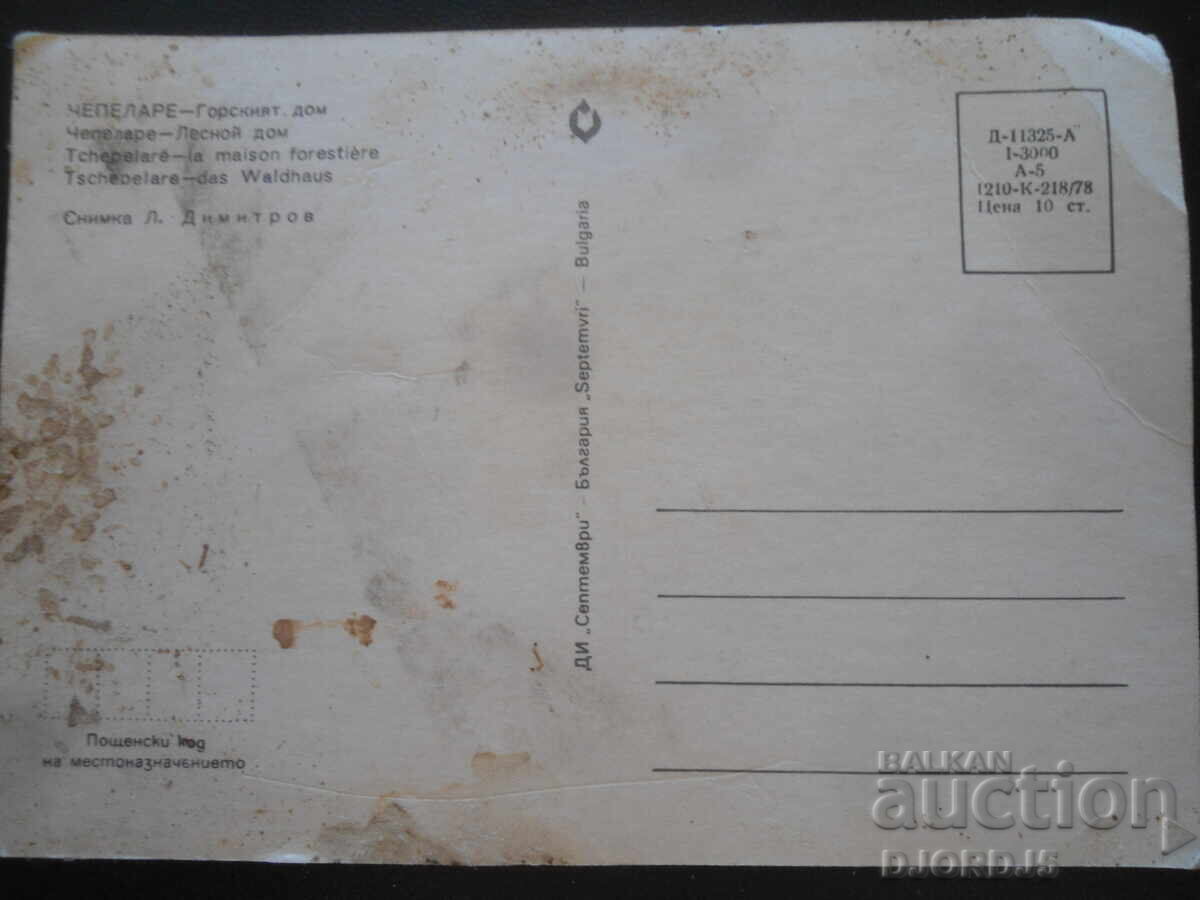 ЧЕПЕЛАРЕ—Горският дом
Чепеларе—Лесной дом
Tchepelaré—la maison forestière
Tschepelare—das Waldhaus
Снимка Л. Димитров
ДИ „Септември" - България „Septemvri" — Bulgaria
Д-11325-А
I-3000
А-5
1210-К-218/78
Цена 10 ст.
Пощенски код
на местоназначението
BALKAN
auction
DJORDJ5